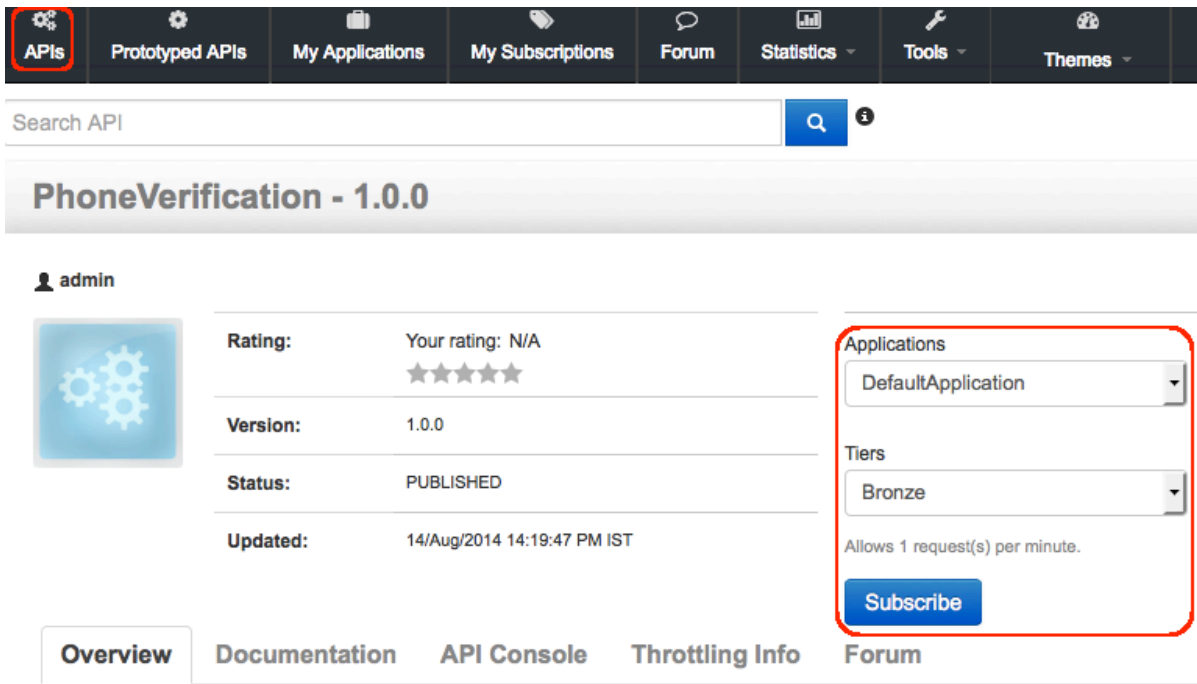 APIs Prototyped APIs My Applications My Subscriptions Forum Statistics Tools Themes
Search API
PhoneVerification - 1.0.0
admin
Rating: Your rating: N/A
Version: 1.0.0
Status: PUBLISHED
Updated: 14/Aug/2014 14:19:47 PM IST
Applications
DefaultApplication
Tiers
Bronze
Allows 1 request(s) per minute.
Subscribe
Overview Documentation API Console Throttling Info Forum